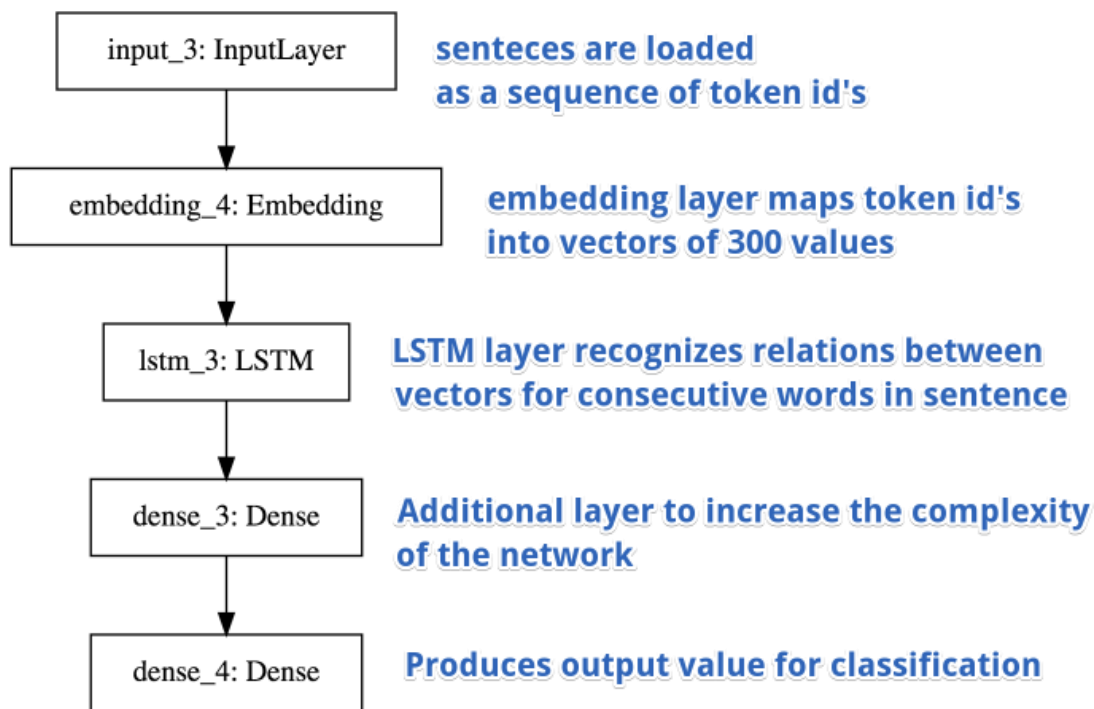 input_3: InputLayer
senteces are loaded
as a sequence of token id's
embedding_4: Embedding
embedding layer maps token id's
into vectors of 300 values
lstm_3: LSTM
LSTM layer recognizes relations between
vectors for consecutive words in sentence
dense_3: Dense
Additional layer to increase the complexity
of the network
dense_4: Dense
Produces output value for classification